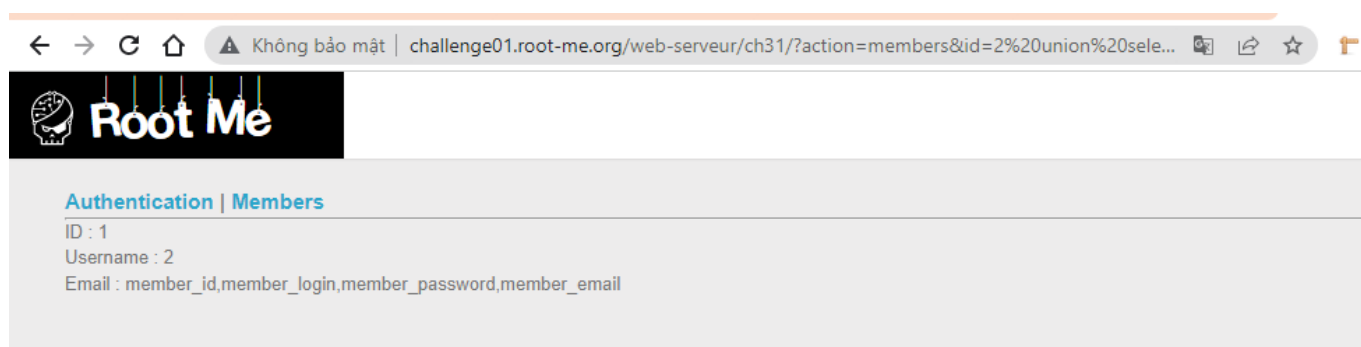 Không bảo mật | challenge01.root-me.org/web-serveur/ch31/?action=members&id=2%20union%20sele...
Root Me
Authentication | Members
ID : 1
Username : 2
Email : member_id,member_login,member_password,member_email